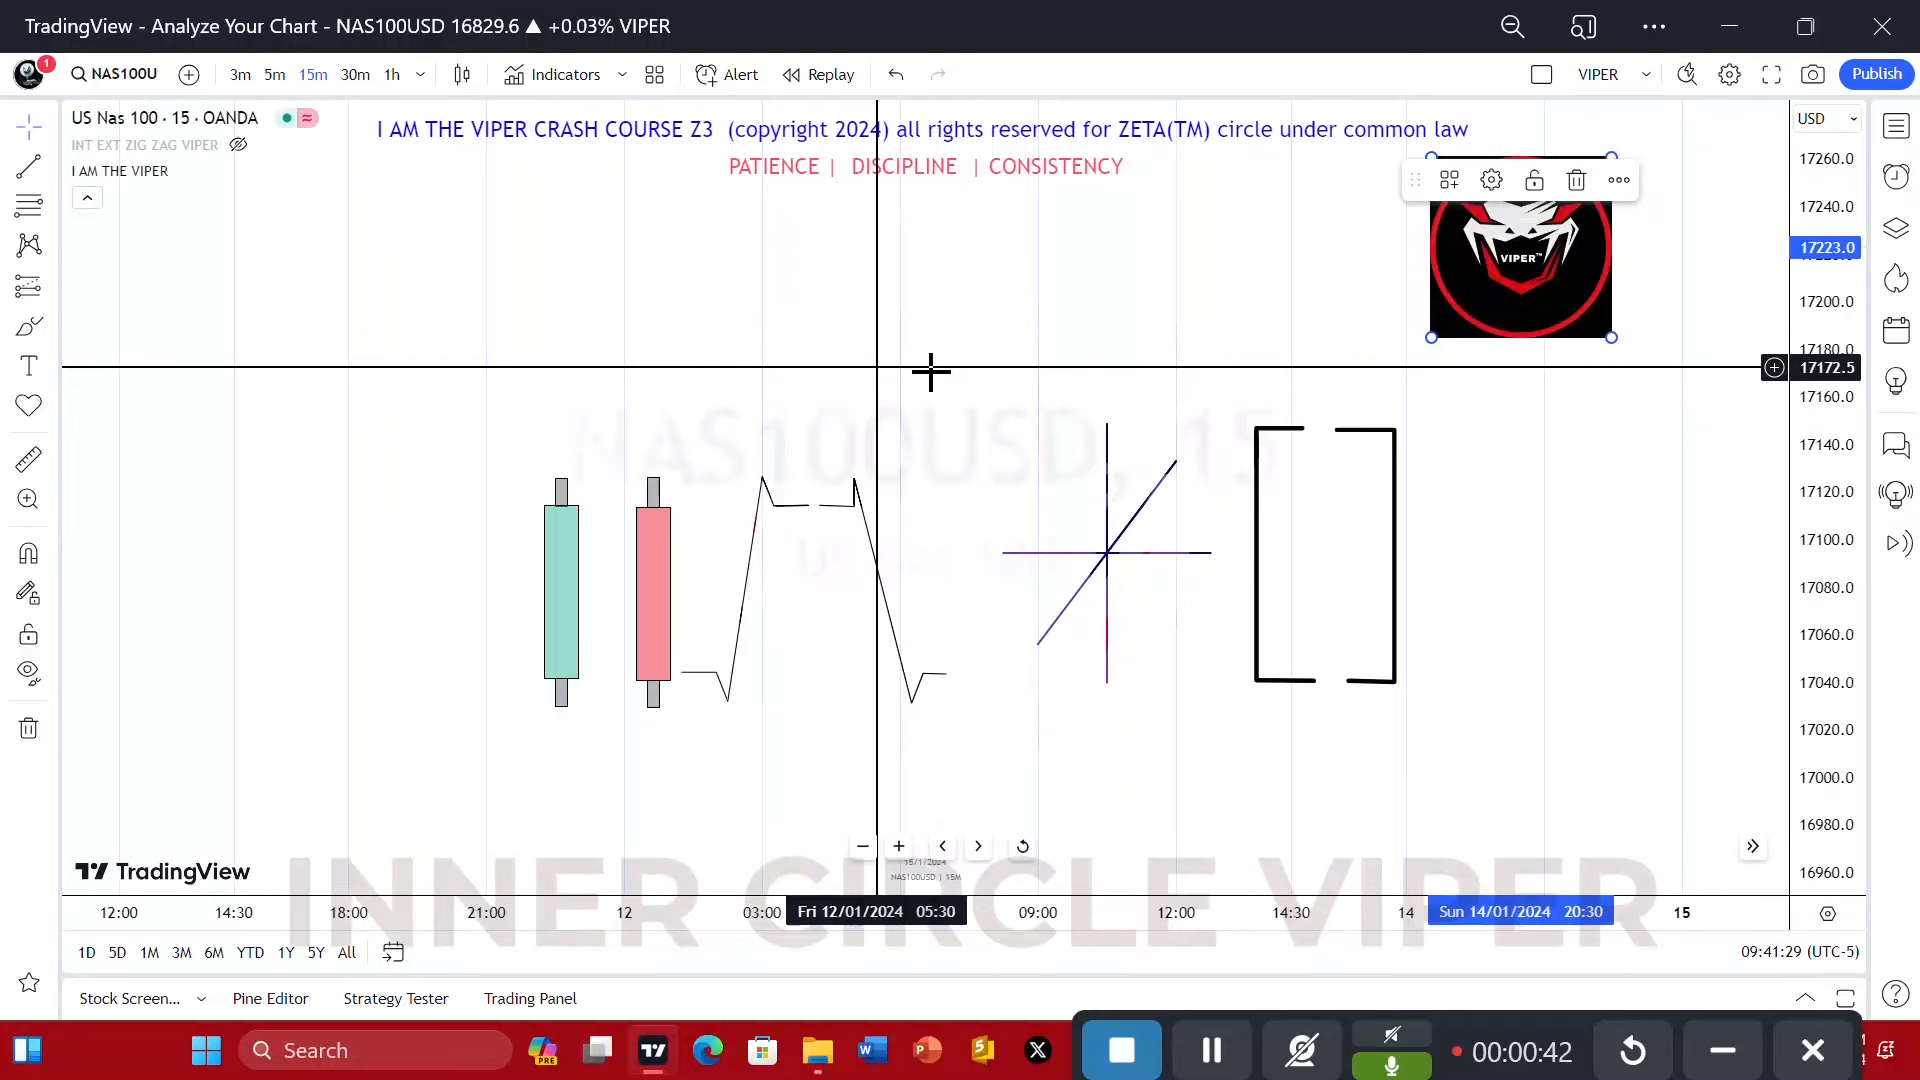 TradingView - Analyze Your Chart - NAS100USD 16829.6 ▲ +0.03% VIPER
1
NAS100U
3m 5m 15m 30m 1h
Indicators
Alert
Replay
VIPER
Publish
US Nas 100 · 15 · OANDA
INT EXT ZIG ZAG VIPER
I AM THE VIPER
I AM THE VIPER CRASH COURSE Z3 (copyright 2024) all rights reserved for ZETA(TM) circle under common law
PATIENCE | DISCIPLINE | CONSISTENCY
VIPER™
NAS100USD, 15
USD
17260.0
17240.0
17223.0
17200.0
17180.0
17172.5
17160.0
17140.0
17120.0
17100.0
17080.0
17060.0
17040.0
17020.0
17000.0
16980.0
16960.0
TradingView
15/1/2024
NAS100USD | 15M
INNER CIRCLE VIPER
12:00 14:30 18:00 21:00 12 03:00 Fri 12/01/2024 05:30 09:00 12:00 14:30 14 Sun 14/01/2024 20:30 15
1D 5D 1M 3M 6M YTD 1Y 5Y All
09:41:29 (UTC-5)
Stock Screen... Pine Editor Strategy Tester Trading Panel
Search
PRE
00:00:42